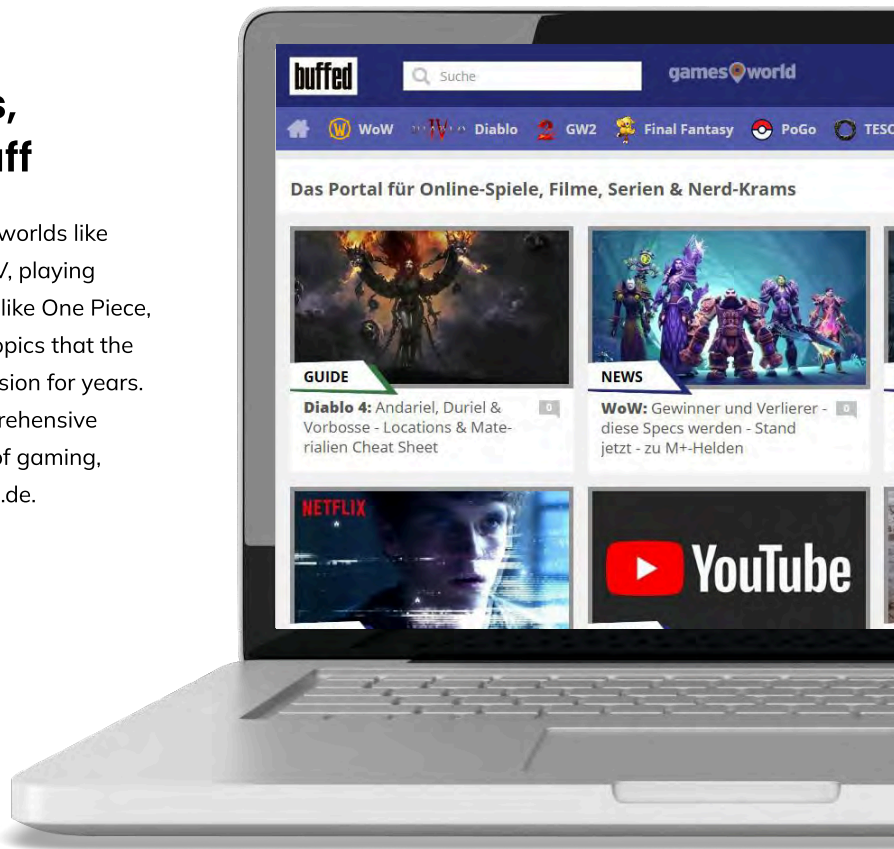 s,
uff
worlds like
V, playing
like One Piece,
opics that the
sion for years.
rehensive
of gaming,
.de.
buffed
Suche
games world
WoW
DIABLO IV
Diablo
GW2
Final Fantasy
PoGo
TESO
Das Portal für Online-Spiele, Filme, Serien & Nerd-Krams
GUIDE
Diablo 4: Andariel, Duriel &
Vorbosse - Locations & Mate-
rialien Cheat Sheet
0
NEWS
WoW: Gewinner und Verlierer -
diese Specs werden - Stand
jetzt - zu M+-Helden
0
NETFLIX
YouTube